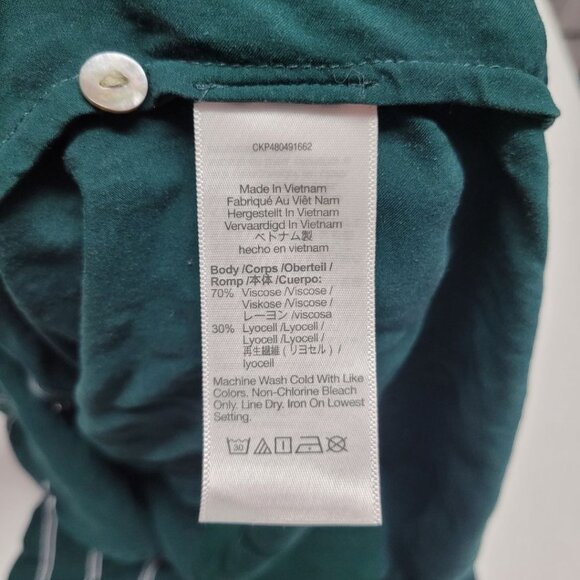 CKP480491662
Made In Vietnam
Fabriqué Au Viêt Nam
Hergestellt In Vietnam
Vervaardigd In Vietnam
ベトナム製
hecho en vietnam
Body /Corps /Oberteil /
Romp /本体 /Cuerpo:
70% Viscose /Viscose /
Viskose /Viscose /
レーヨン /viscosa
30% Lyocell /Lyocell /
Lyocell /Lyocell /
再生繊維 ( リヨセル ) /
lyocell
Machine Wash Cold With Like
Colors. Non-Chlorine Bleach
Only. Line Dry. Iron On Lowest
Setting.
30